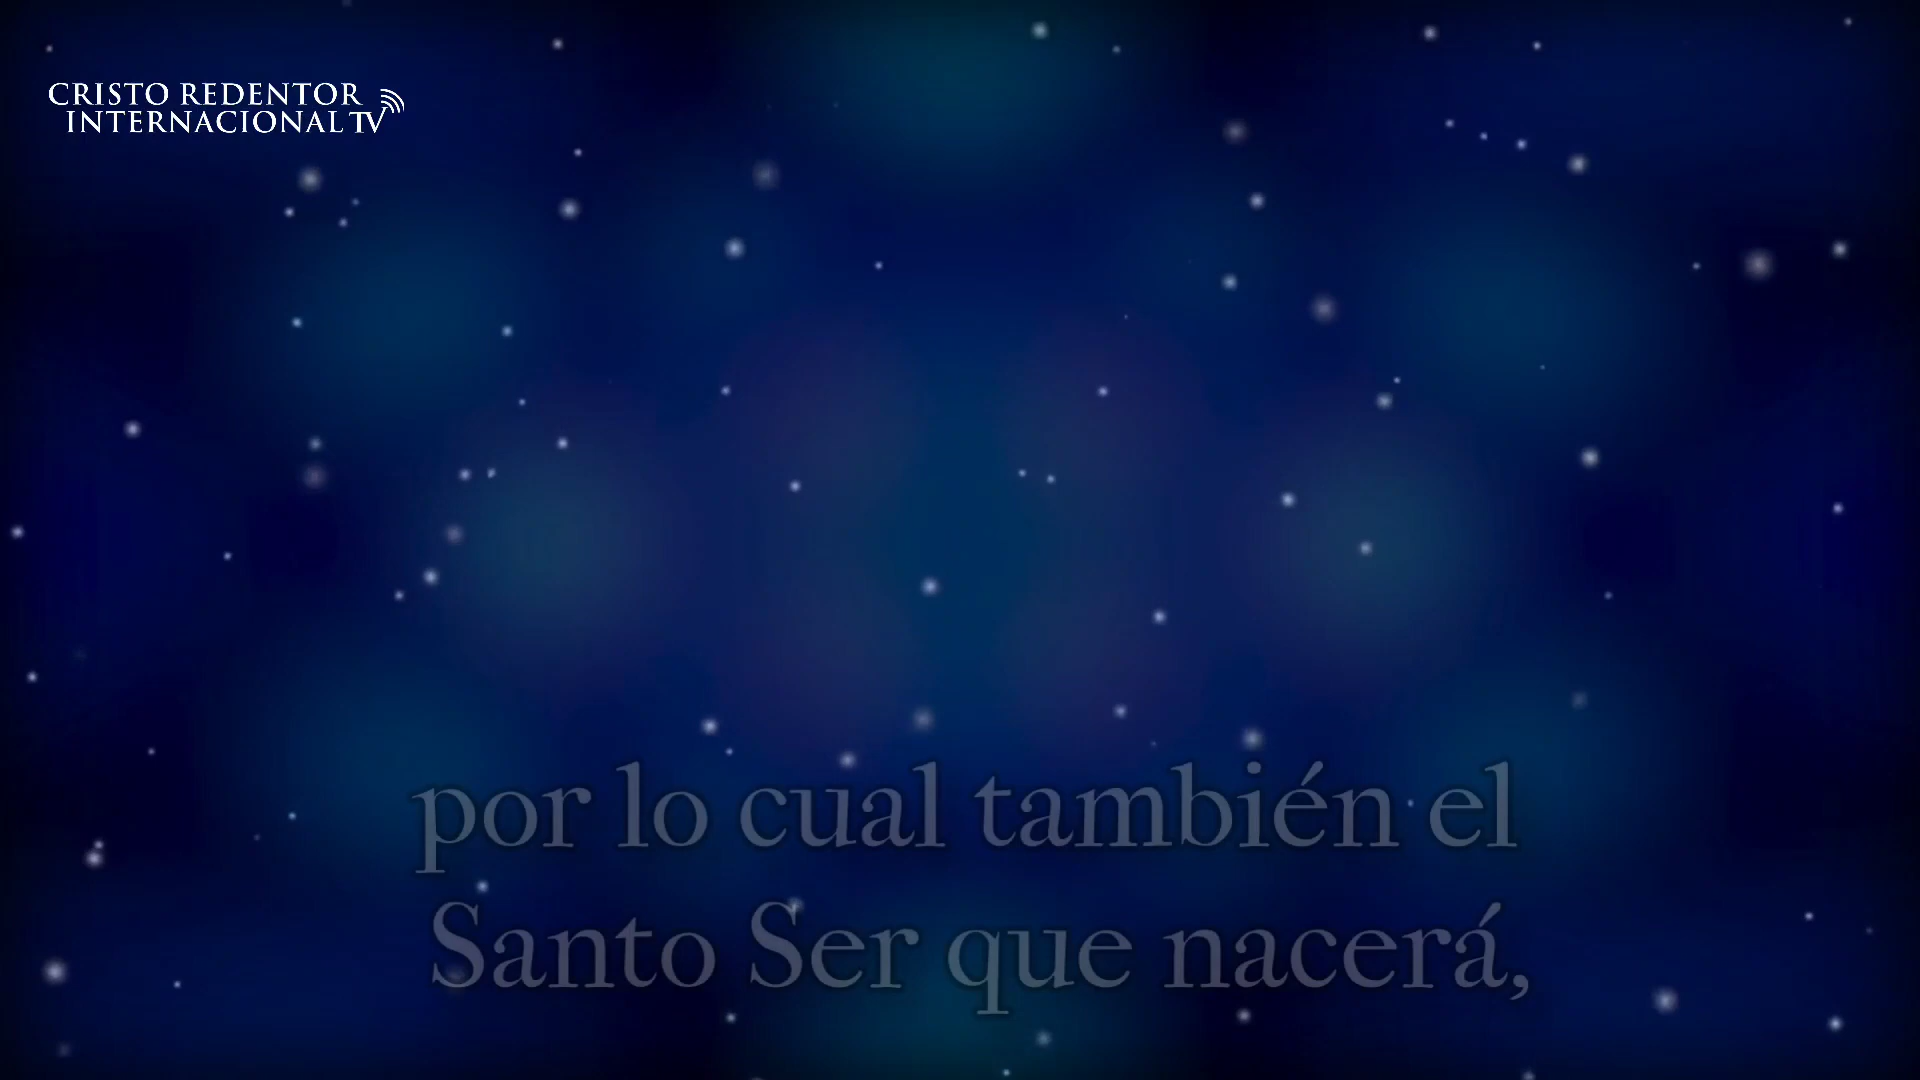 CRISTO REDENTOR
INTERNACIONAL TV
por lo cual también el
Santo Ser que nacerá,